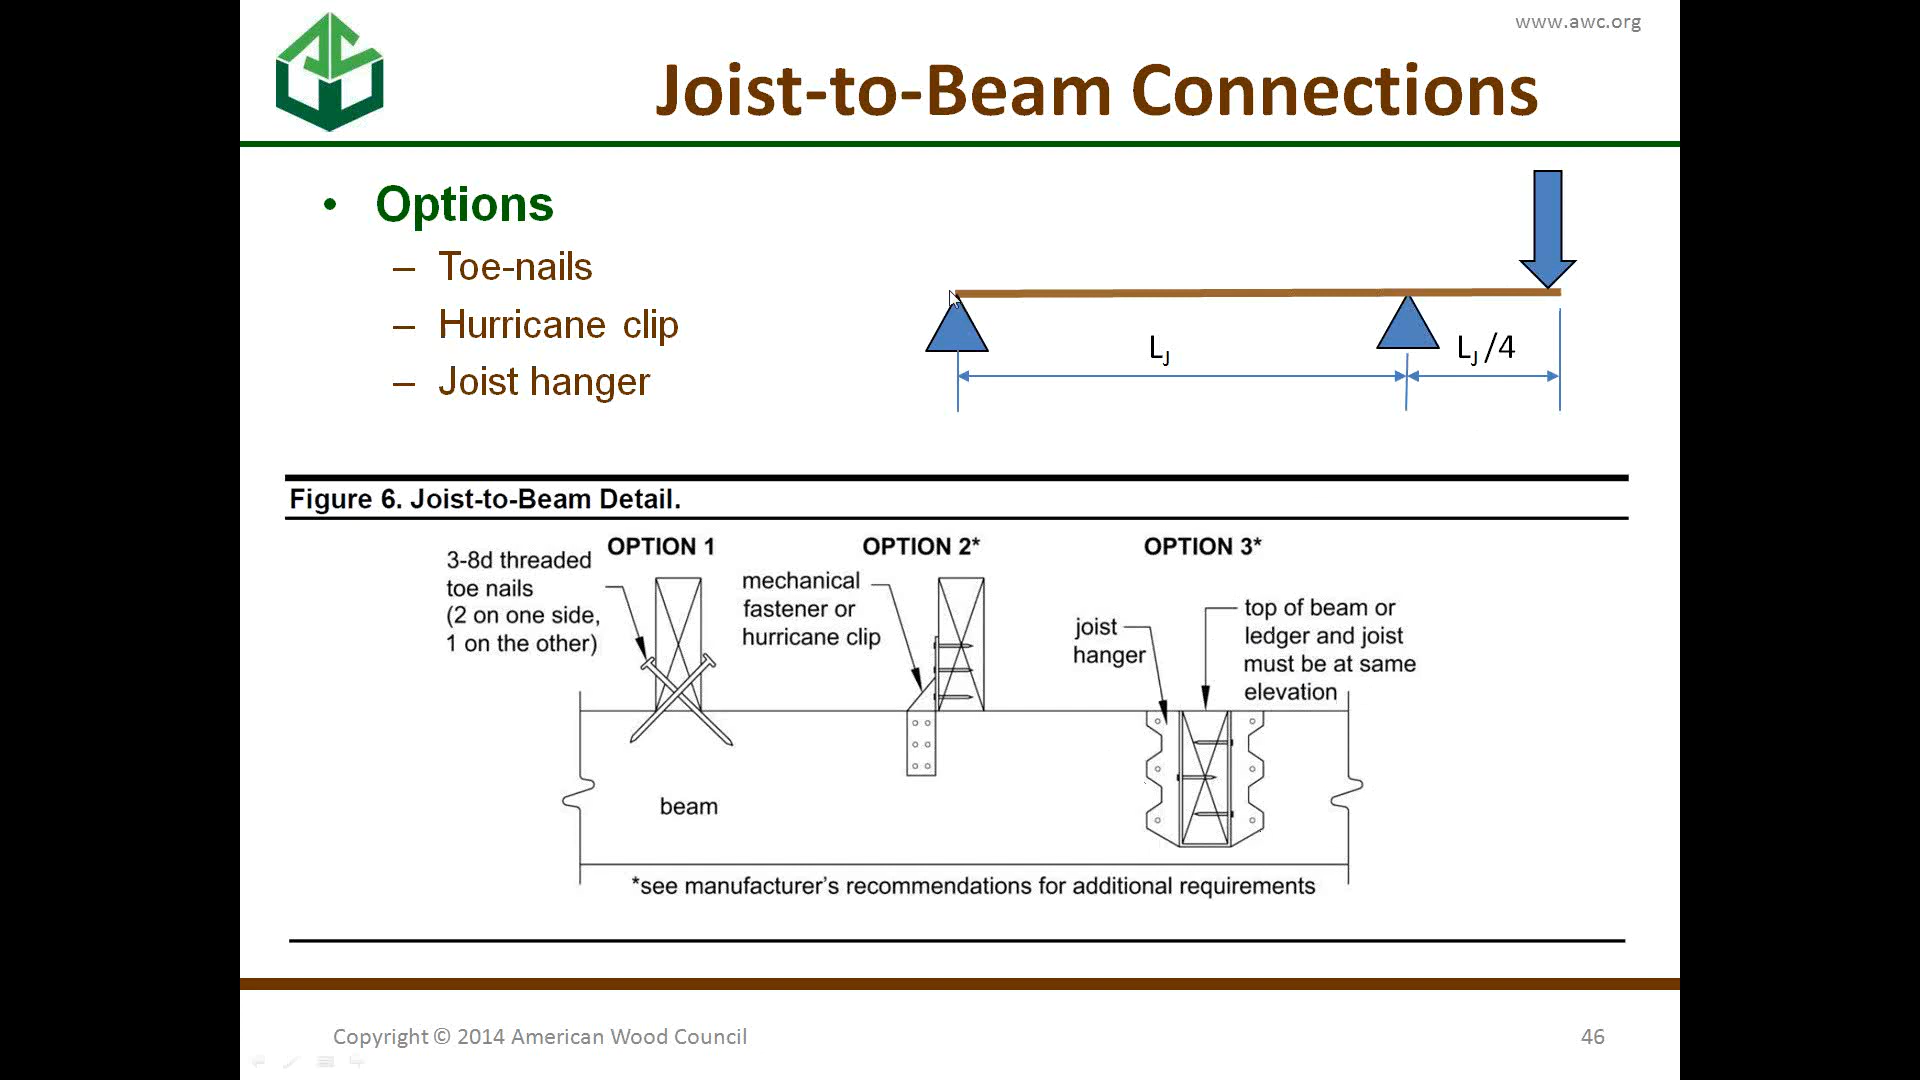 www.awc.org
Joist-to-Beam Connections
• Options
– Toe-nails
– Hurricane clip
– Joist hanger
LJ
LJ /4
Figure 6. Joist-to-Beam Detail.
OPTION 1
3-8d threaded
toe nails
(2 on one side,
1 on the other)
OPTION 2*
mechanical
fastener or
hurricane clip
OPTION 3*
joist
hanger
top of beam or
ledger and joist
must be at same
elevation
beam
*see manufacturer's recommendations for additional requirements
Copyright © 2014 American Wood Council
46